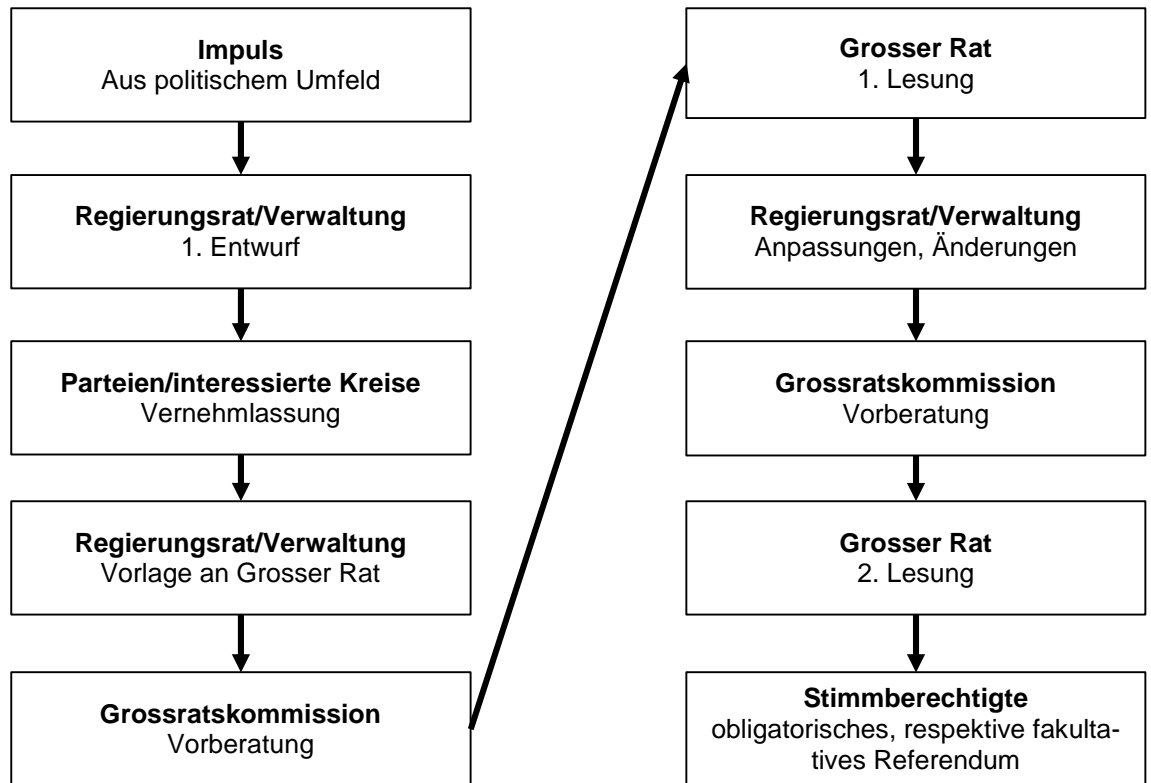 Impuls
Aus politischem Umfeld
Regierungsrat/Verwaltung
1. Entwurf
Parteien/interessierte Kreise
Vernehmlassung
Regierungsrat/Verwaltung
Vorlage an Grosser Rat
Grossratskommission
Vorberatung
Grosser Rat
1. Lesung
Regierungsrat/Verwaltung
Anpassungen, Änderungen
Grossratskommission
Vorberatung
Grosser Rat
2. Lesung
Stimmberechtigte
obligatorisches, respektive fakulta-
tives Referendum